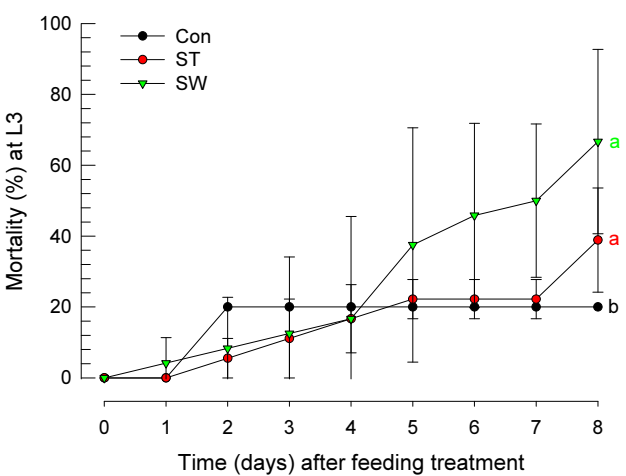 100
Con
ST
SW
80
60
40
20
0
Mortality (%) at L3
a
a
b
0 1 2 3 4 5 6 7 8
Time (days) after feeding treatment